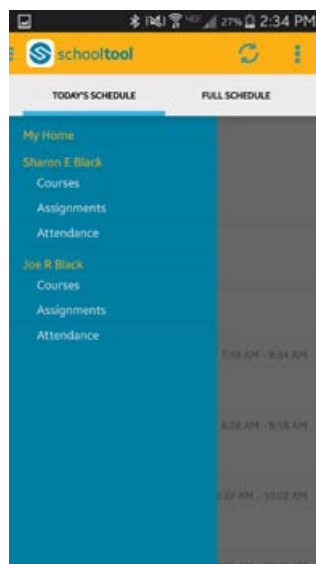 27% 2:34 PM
schooltool
TODAY'S SCHEDULE FULL SCHEDULE
My Home
Sharon E Black
Courses
Assignments
Attendance
Joe R Black
Courses
Assignments
Attendance
7:49 AM - 8:34 AM
8:38 AM - 9:18 AM
- 10:02 AM